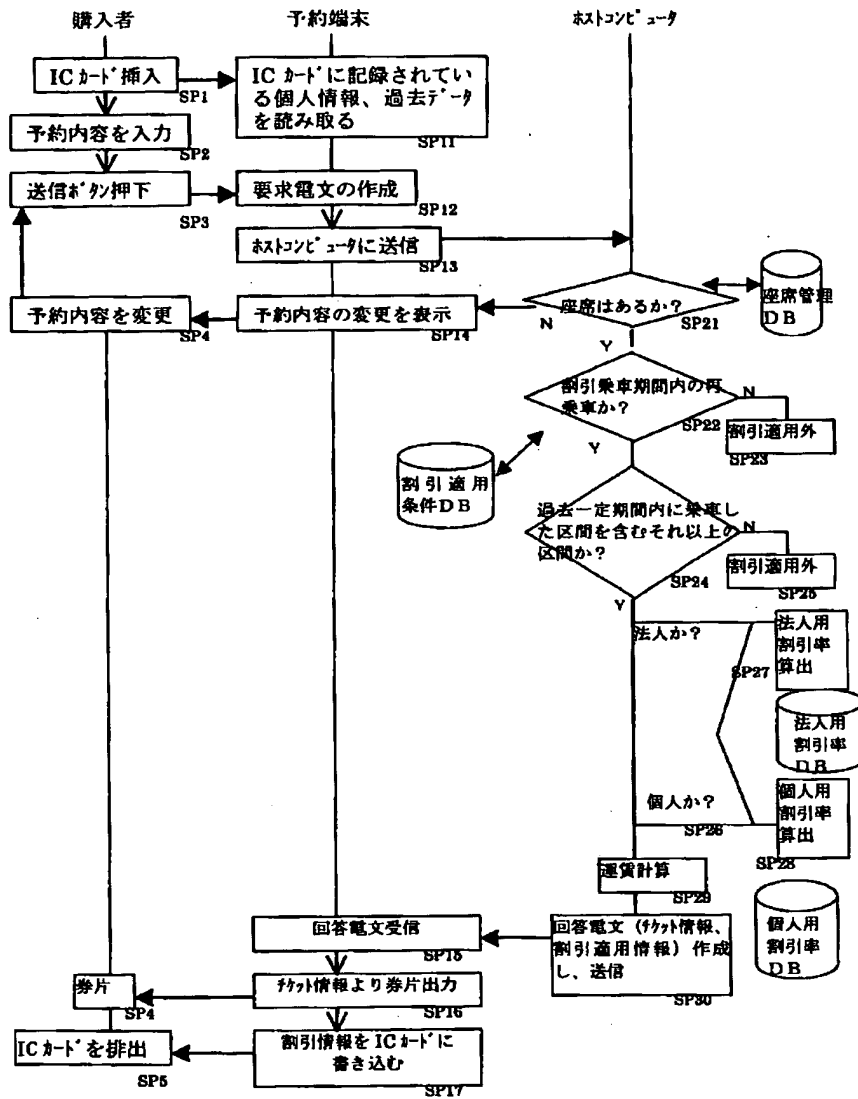 購入者
予約端末
ホストコンピュータ
ICカード挿入
SP1
ICカードに記録されてい
る個人情報、過去データ
を読み取る
SP11
予約内容を入力
SP2
送信ボタン押下
SP3
要求電文の作成
SP12
ホストコンピュータに送信
SP13
座席はあるか?
SP21
N
Y
座席管理
DB
予約内容の変更を表示
SP14
予約内容を変更
SP4
割引乗車期間内の再
乗車か?
SP22
N
Y
割引適用外
SP23
割引適用
条件DB
過去一定期間内に乗車し
た区間を含むそれ以上の
区間か?
SP24
N
Y
割引適用外
SP25
法人か?
SP27
法人用
割引率
算出
法人用
割引率
DB
個人か?
SP26
個人用
割引率
算出
SP28
個人用
割引率
DB
運賃計算
SP29
回答電文(チケット情報、
割引適用情報)作成
し、送信
SP30
回答電文受信
SP15
チケット情報より券片出力
SP16
券片
SP4
割引情報をICカードに
書き込む
SP17
ICカードを排出
SP5